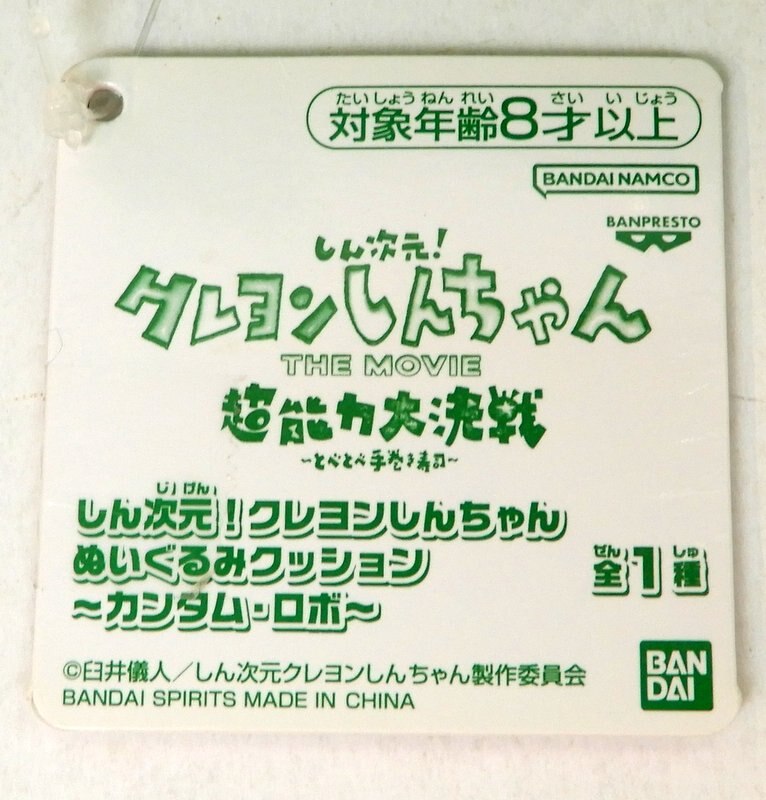 たいしょうねんれい さいいじょう
対象年齢8才以上
BANDAI NAMCO
BANPRESTO
しん次元!
クレヨンしんちゃん
THE MOVIE
超能力大決戦
~とべとべ手巻き寿司~
じげん
しん次元!クレヨンしんちゃん
ぬいぐるみクッション
~カンタム・ロボ~
ぜん しゅ
全1種
©臼井儀人/しん次元クレヨンしんちゃん製作委員会
BANDAI SPIRITS MADE IN CHINA
BAN
DAI